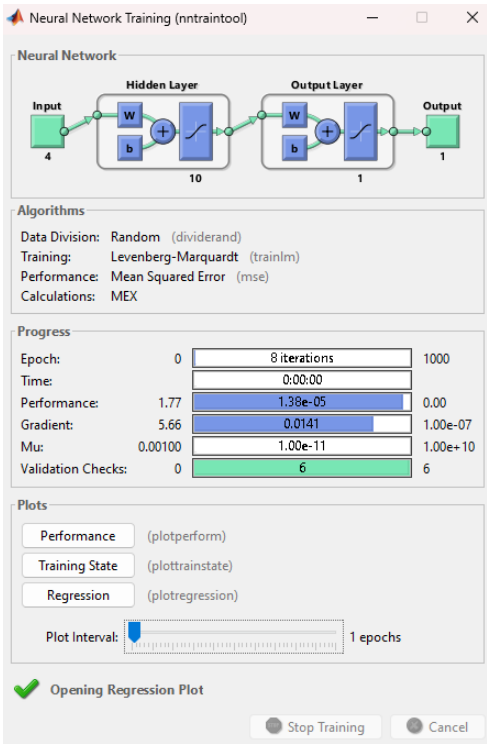 Neural Network Training (nntraintool)
Neural Network
Hidden Layer Output Layer
Input Output
W W
b b
4 10 1 1
Algorithms
Data Division: Random (dividerand)
Training: Levenberg-Marquardt (trainlm)
Performance: Mean Squared Error (mse)
Calculations: MEX
Progress
Epoch: 0 8 iterations 1000
Time: 0:00:00
Performance: 1.77 1.38e-05 0.00
Gradient: 5.66 0.0141 1.00e-07
Mu: 0.00100 1.00e-11 1.00e+10
Validation Checks: 0 6 6
Plots
Performance (plotperform)
Training State (plottrainstate)
Regression (plotregression)
Plot Interval: 1 epochs
Opening Regression Plot
Stop Training Cancel